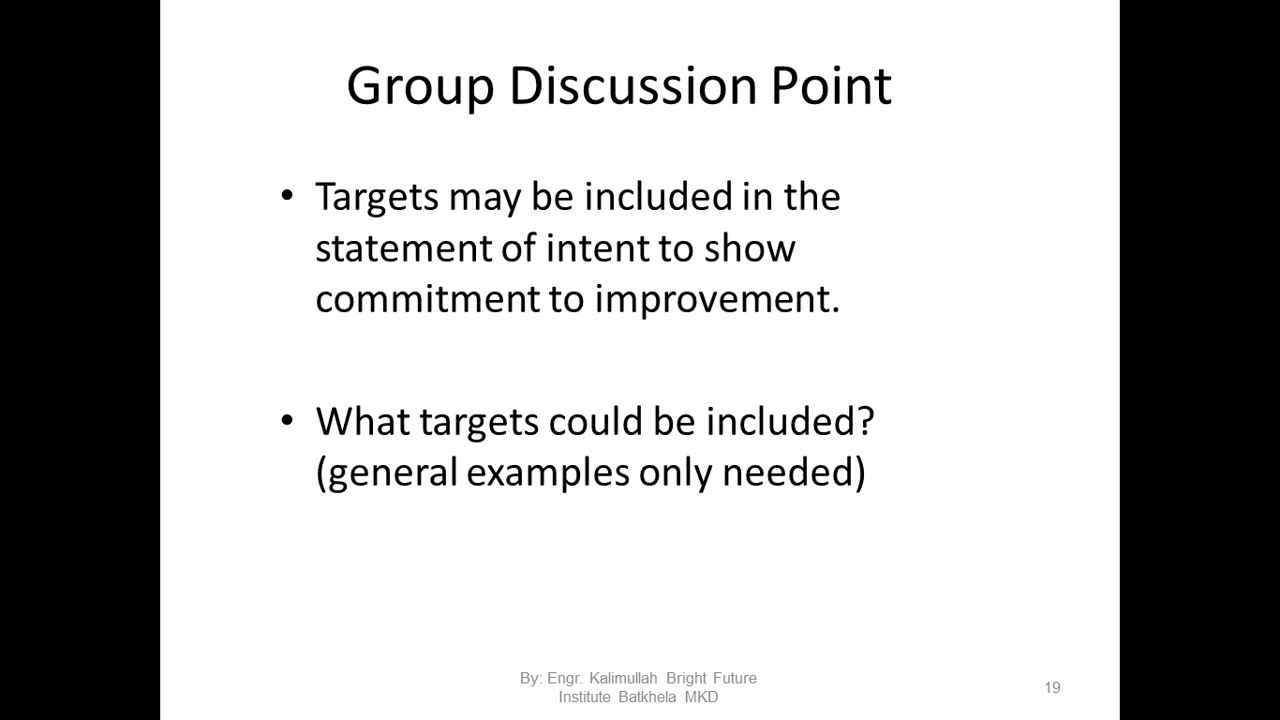 Group Discussion Point
• Targets may be included in the
statement of intent to show
commitment to improvement.
• What targets could be included?
(general examples only needed)
By: Engr. Kalimullah Bright Future
Institute Batkhela MKD
19